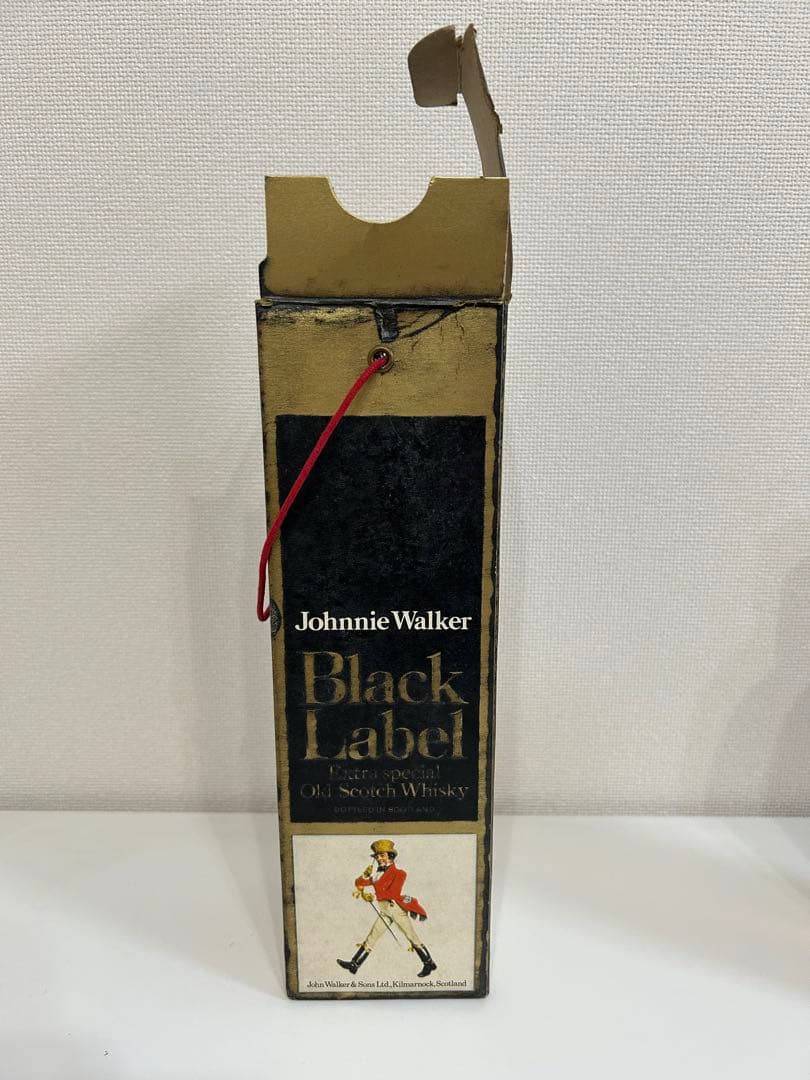 Johnnie Walker
Black
Label
Extra special
Old Scotch Whisky
BOTTLED IN SCOTLAND
John Walker & Sons Ltd., Kilmarnock, Scotland